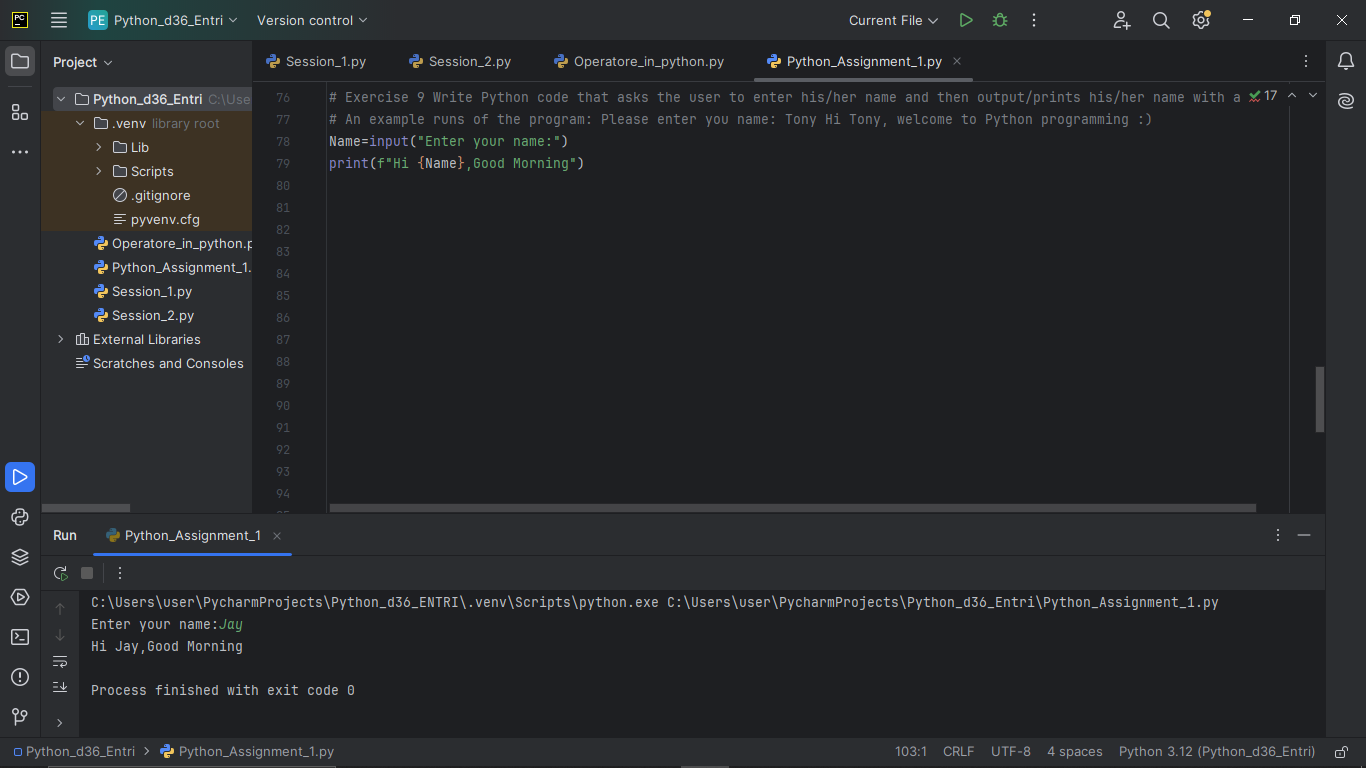 PC
PE Python_d36_Entri Version control Current File
Project
Session_1.py Session_2.py Operatore_in_python.py Python_Assignment_1.py
Python_d36_Entri C:\Use
.venv library root
Lib
Scripts
.gitignore
pyvenv.cfg
Operatore_in_python.p
Python_Assignment_1.
Session_1.py
Session_2.py
External Libraries
Scratches and Consoles
76 # Exercise 9 Write Python code that asks the user to enter his/her name and then output/prints his/her name with a 17
77 # An example runs of the program: Please enter you name: Tony Hi Tony, welcome to Python programming :)
78 Name=input("Enter your name:")
79 print(f"Hi {Name},Good Morning")
80
81
82
83
84
85
86
87
88
89
90
91
92
93
94
Run Python_Assignment_1
C:\Users\user\PycharmProjects\Python_d36_ENTRI\.venv\Scripts\python.exe C:\Users\user\PycharmProjects\Python_d36_Entri\Python_Assignment_1.py
Enter your name:Jay
Hi Jay,Good Morning
Process finished with exit code 0
Python_d36_Entri > Python_Assignment_1.py 103:1 CRLF UTF-8 4 spaces Python 3.12 (Python_d36_Entri)